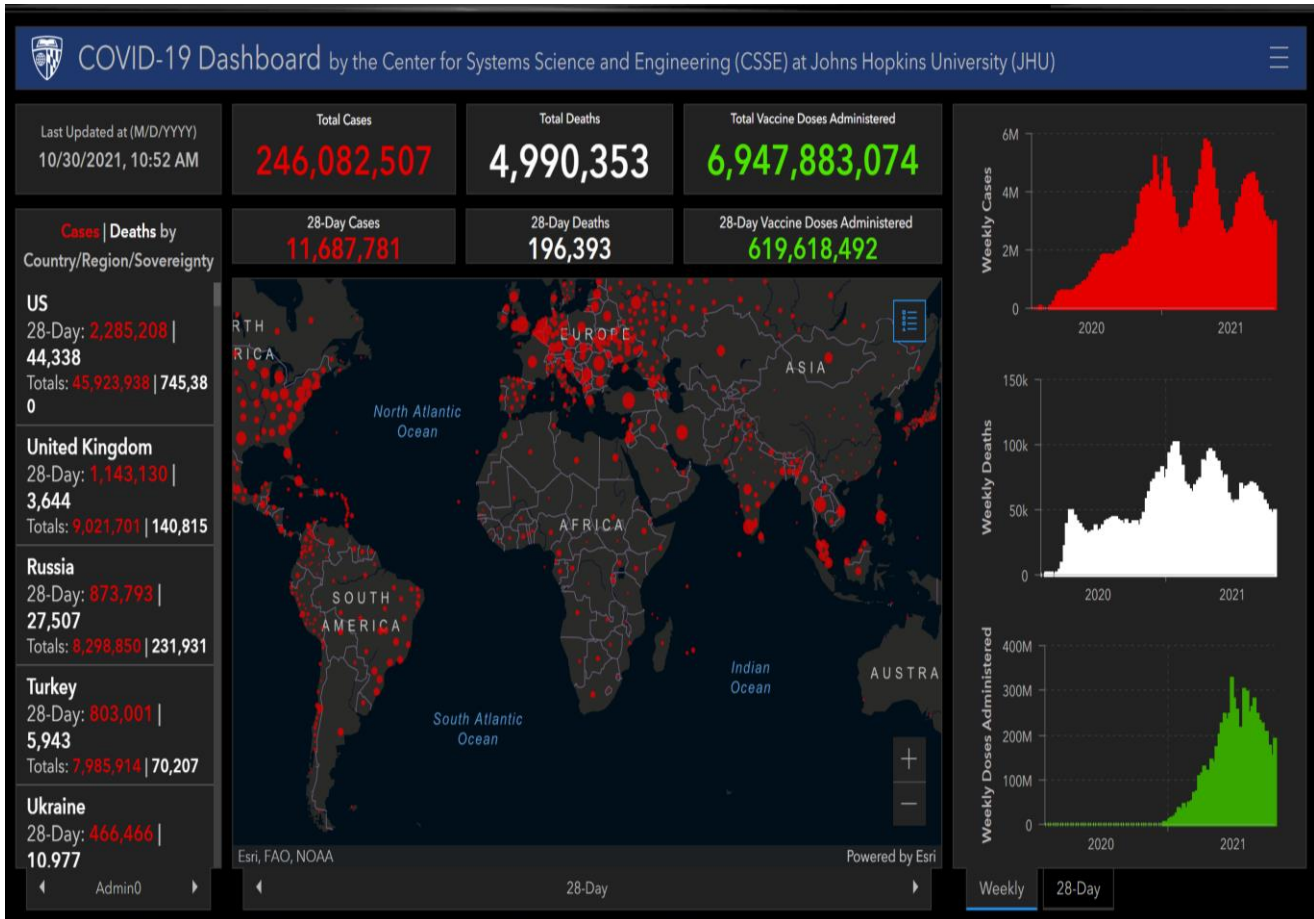 COVID-19 Dashboard by the Center for Systems Science and Engineering (CSSE) at Johns Hopkins University (JHU)
Last Updated at (M/D/YYYY)
10/30/2021, 10:52 AM
Total Cases
246,082,507
Total Deaths
4,990,353
Total Vaccine Doses Administered
6,947,883,074
28-Day Cases
11,687,781
28-Day Deaths
196,393
28-Day Vaccine Doses Administered
619,618,492
Cases | Deaths by
Country/Region/Sovereignty
US
28-Day: 2,285,208 |
44,338
Totals: 45,923,938 | 745,38
0
United Kingdom
28-Day: 1,143,130 |
3,644
Totals: 9,021,701 | 140,815
Russia
28-Day: 873,793 |
27,507
Totals: 8,298,850 | 231,931
Turkey
28-Day: 803,001 |
5,943
Totals: 7,985,914 | 70,207
Ukraine
28-Day: 466,466 |
10,977
Admin0
RTH
RICA
EUROPE
ASIA
North Atlantic
Ocean
AFRICA
SOUTH
AMERICA
Indian
Ocean
AUSTRA
South Atlantic
Ocean
+
−
Esri, FAO, NOAA
Powered by Esri
28-Day
Weekly Cases
6M
4M
2M
0
2020
2021
Weekly Deaths
150k
100k
50k
0
2020
2021
Weekly Doses Administered
400M
300M
200M
100M
0
2020
2021
Weekly
28-Day